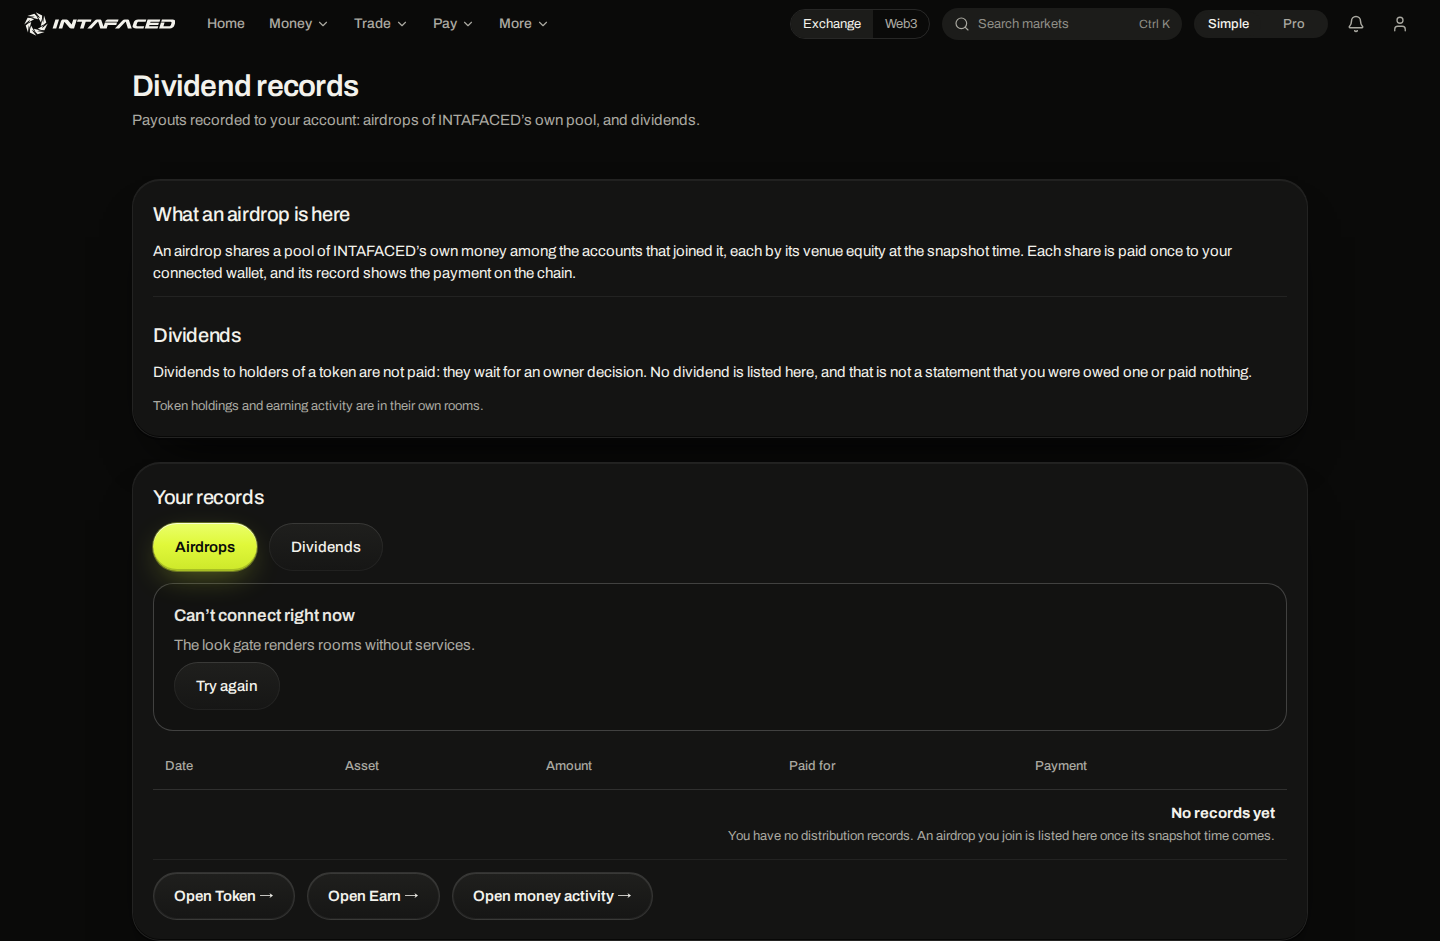 INTAFACED
Home
Money
Trade
Pay
More
Exchange
Web3
Search markets
Ctrl K
Simple
Pro
Dividend records
Payouts recorded to your account: airdrops of INTAFACED’s own pool, and dividends.
What an airdrop is here
An airdrop shares a pool of INTAFACED’s own money among the accounts that joined it, each by its venue equity at the snapshot time. Each share is paid once to your
connected wallet, and its record shows the payment on the chain.
Dividends
Dividends to holders of a token are not paid: they wait for an owner decision. No dividend is listed here, and that is not a statement that you were owed one or paid nothing.
Token holdings and earning activity are in their own rooms.
Your records
Airdrops
Dividends
Can’t connect right now
The look gate renders rooms without services.
Try again
Date
Asset
Amount
Paid for
Payment
No records yet
You have no distribution records. An airdrop you join is listed here once its snapshot time comes.
Open Token →
Open Earn →
Open money activity →